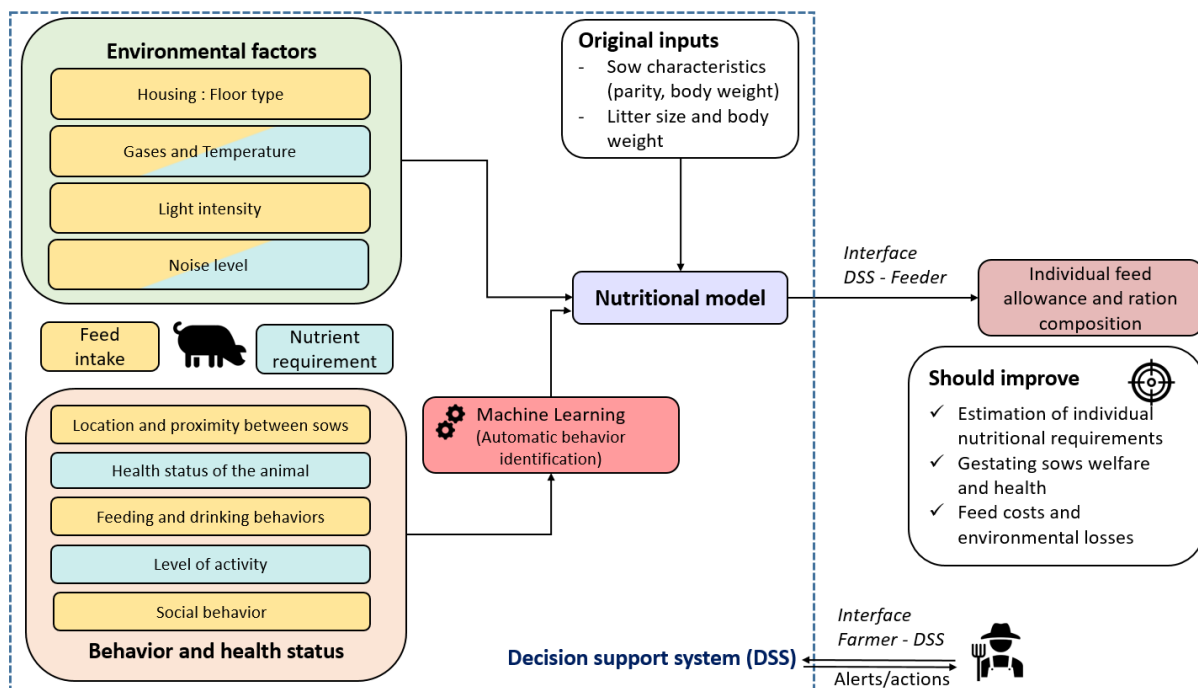 Environmental factors
Housing : Floor type
Gases and Temperature
Light intensity
Noise level
Feed
intake
Nutrient
requirement
Location and proximity between sows
Health status of the animal
Feeding and drinking behaviors
Level of activity
Social behavior
Behavior and health status
Original inputs
- Sow characteristics
(parity, body weight)
- Litter size and body
weight
Nutritional model
Machine Learning
(Automatic behavior
identification)
Decision support system (DSS)
Interface
DSS - Feeder
Individual feed
allowance and ration
composition
Should improve
✓ Estimation of individual
nutritional requirements
✓ Gestating sows welfare
and health
✓ Feed costs and
environmental losses
Interface
Farmer - DSS
Alerts/actions